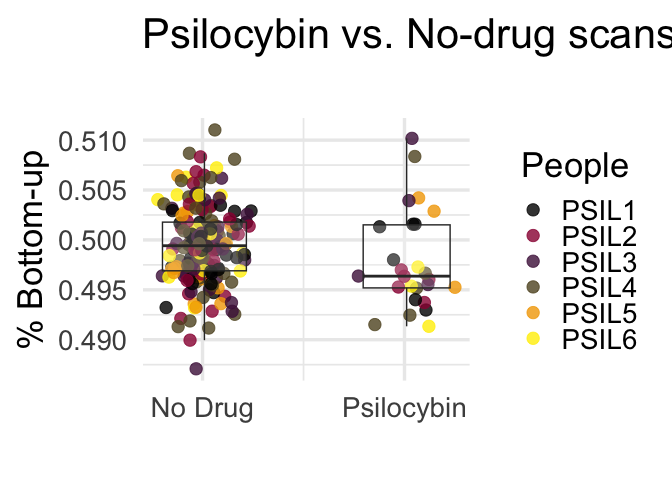 Psilocybin vs. No-drug scans
% Bottom-up
0.510
0.505
0.500
0.495
0.490
No Drug
Psilocybin
People
PSIL1
PSIL2
PSIL3
PSIL4
PSIL5
PSIL6